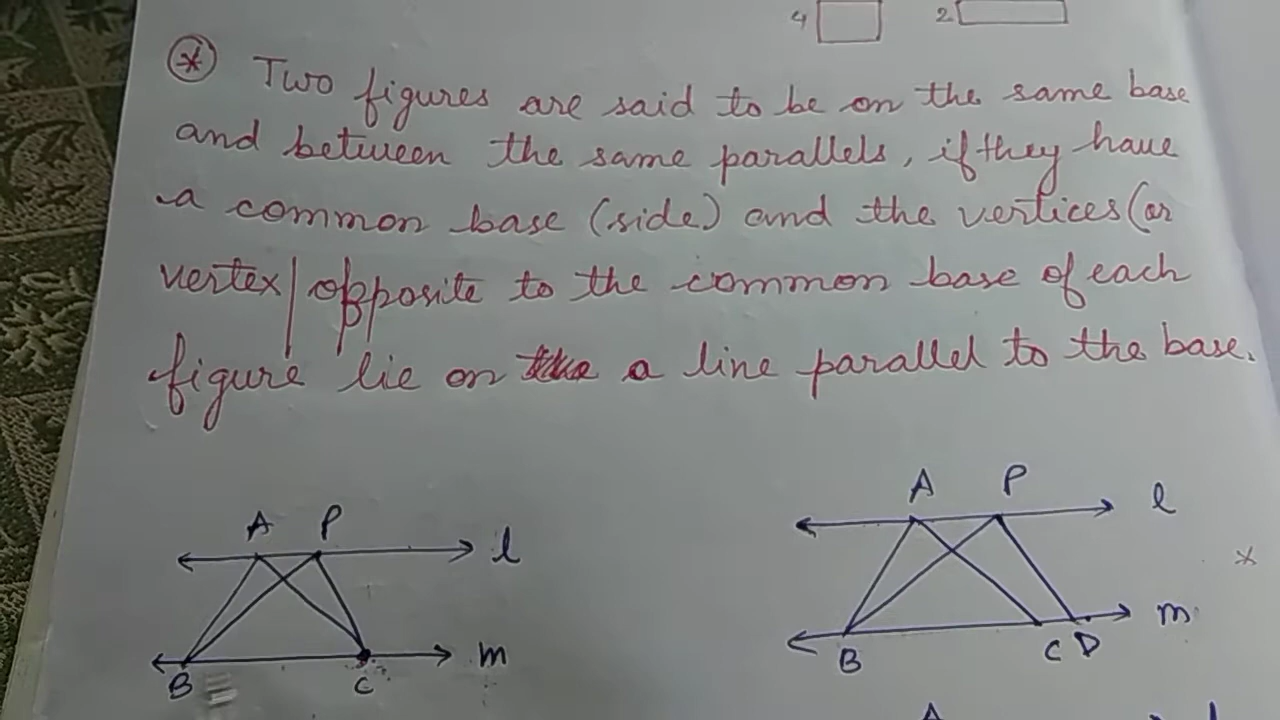 4 2
* Two figures are said to be on the same base
and between the same parallels, if they have
a common base (side) and the vertices (or
vertex) opposite to the common base of each
figure lie on a line parallel to the base.
A P l
B C m
A P l
B C D m
A